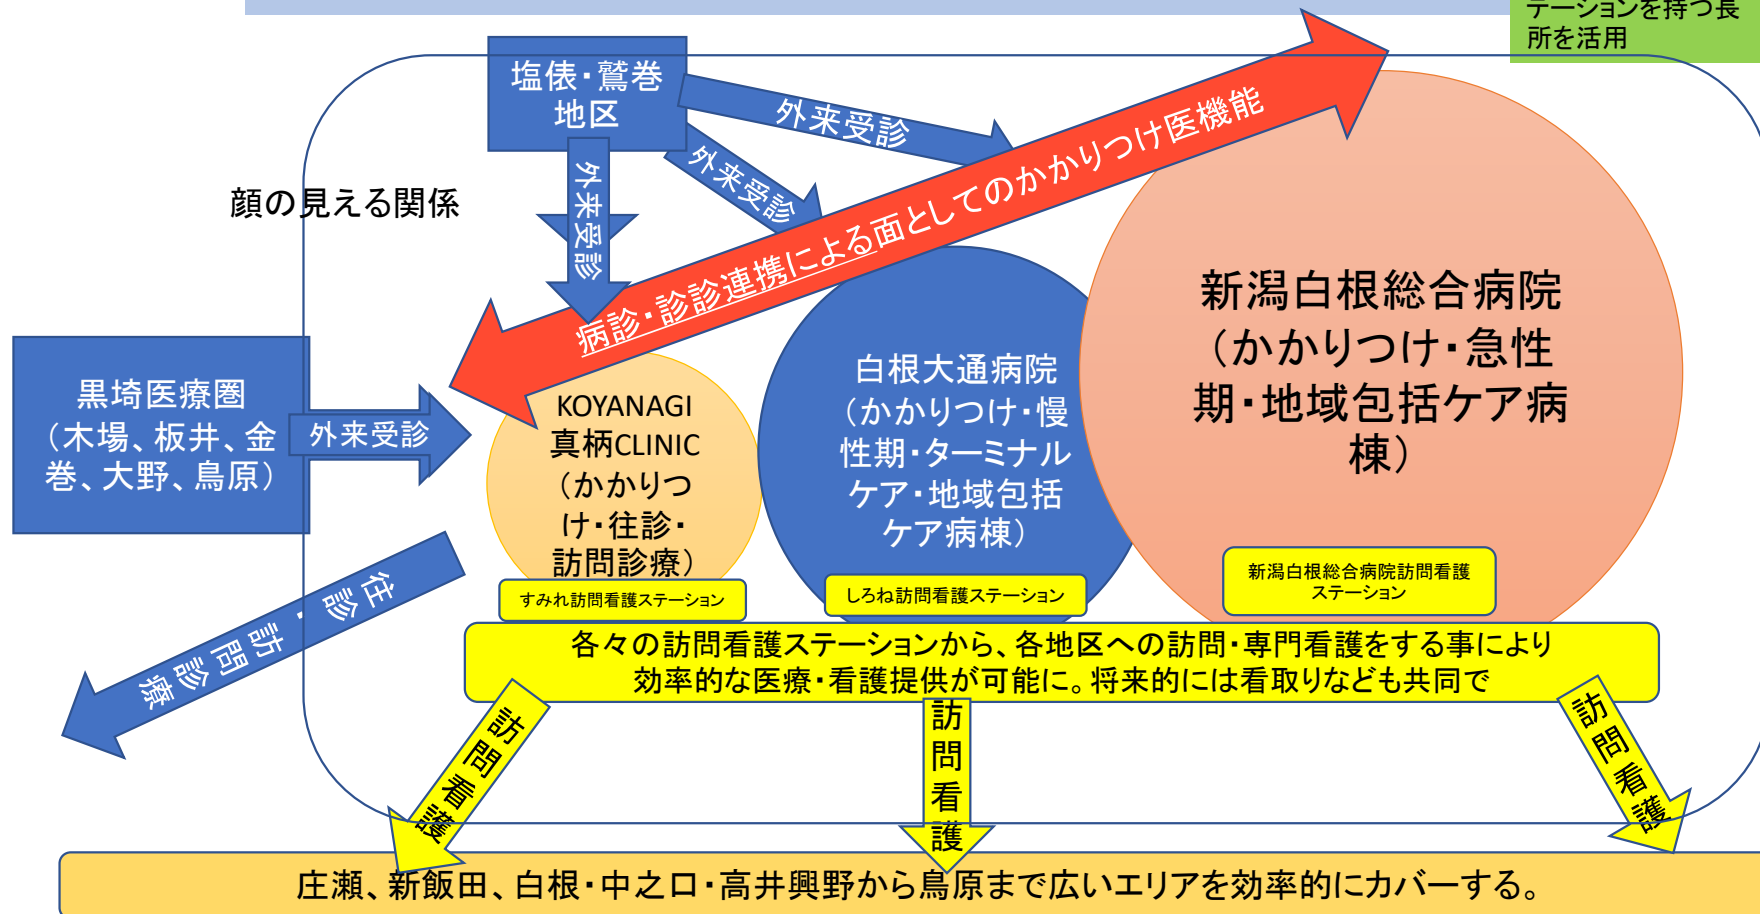 テーションを持つ長
所を活用
塩俵・鷲巻
地区
外来受診
外来受診
外来受診
顔の見える関係
病診・診診連携による面としてのかかりつけ医機能
新潟白根総合病院
（かかりつけ・急性
期・地域包括ケア病
棟）
白根大通病院
（かかりつけ・慢
性期・ターミナル
ケア・地域包括
ケア病棟）
KOYANAGI
真柄CLINIC
（かかりつ
け・往診・
訪問診療）
黒埼医療圏
（木場、板井、金
巻、大野、鳥原）
外来受診
往診・訪問診療
すみれ訪問看護ステーション
しろね訪問看護ステーション
新潟白根総合病院訪問看護
ステーション
各々の訪問看護ステーションから、各地区への訪問・専門看護をする事により
効率的な医療・看護提供が可能に。将来的には看取りなども共同で
訪問看護
訪問看護
訪問看護
庄瀬、新飯田、白根・中之口・高井興野から鳥原まで広いエリアを効率的にカバーする。